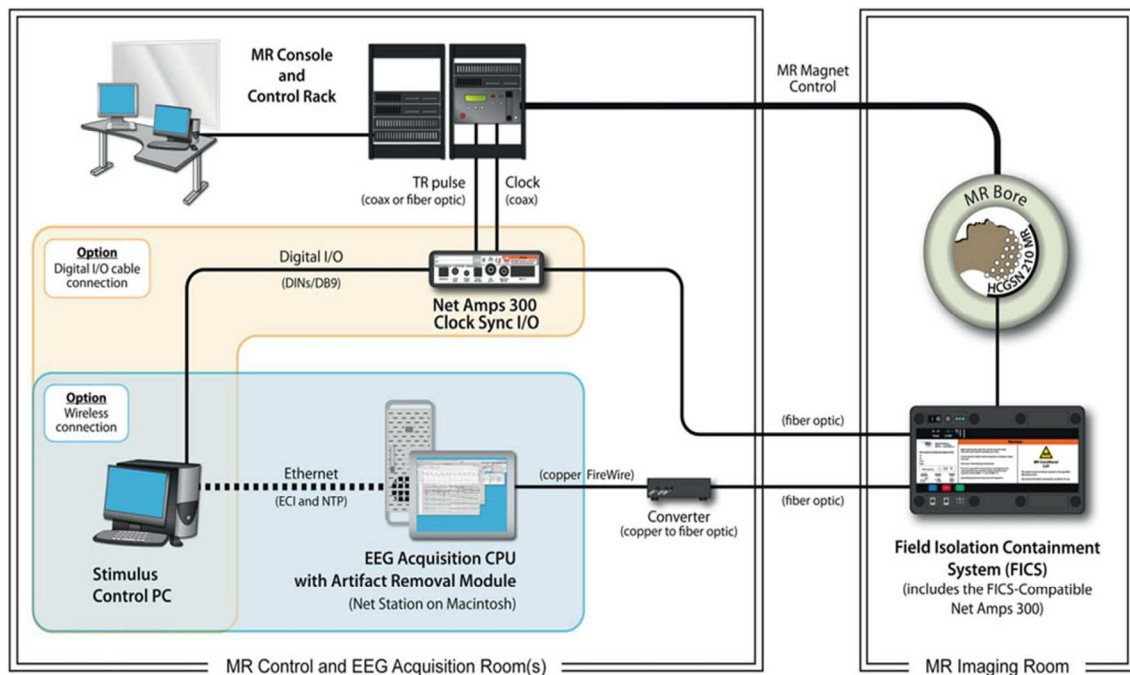 MR Console
and
Control Rack
MR Magnet
Control
TR pulse
(coax or fiber optic)
Clock
(coax)
MR Bore
HCGSN 210 MR
Option
Digital I/O cable
connection
Digital I/O
(DINs/DB9)
Net Amps 300
Clock Sync I/O
Option
Wireless
connection
Ethernet
(ECI and NTP)
(copper FireWire)
Converter
(copper to fiber optic)
(fiber optic)
(fiber optic)
Stimulus
Control PC
EEG Acquisition CPU
with Artifact Removal Module
(Net Station on Macintosh)
Field Isolation Containment
System (FICS)
(includes the FICS-Compatible
Net Amps 300)
MR Control and EEG Acquisition Room(s)
MR Imaging Room